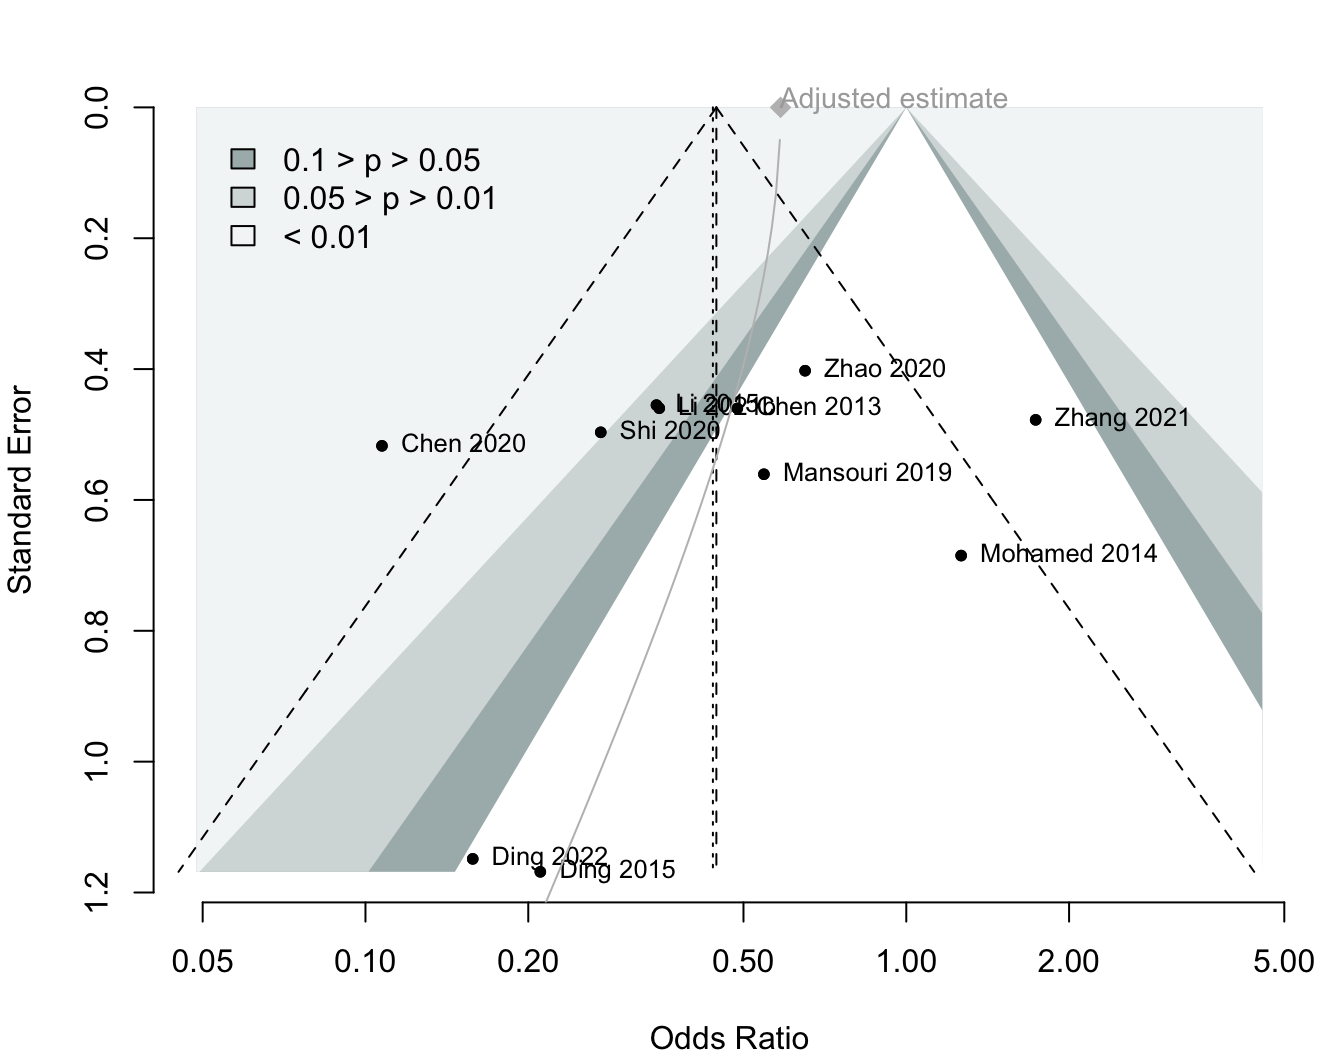 Adjusted estimate
0.1 > p > 0.05
0.05 > p > 0.01
< 0.01
Standard Error
0.0
0.2
0.4
0.6
0.8
1.0
1.2
Zhao 2020
Li 2015
Chen 2013
Zhang 2021
Shi 2020
Chen 2020
Mansouri 2019
Mohamed 2014
Ding 2022
Ding 2015
0.05 0.10 0.20 0.50 1.00 2.00 5.00
Odds Ratio